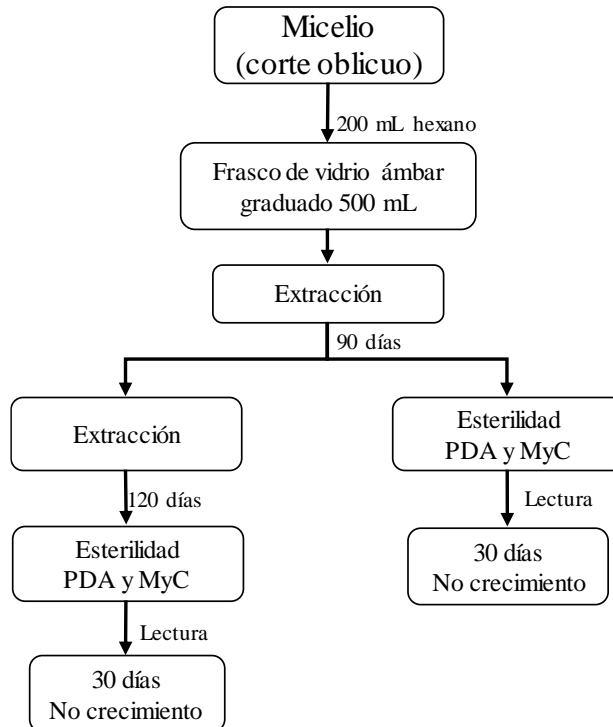 Micelio
(corte oblicuo)
200 mL hexano
Frasco de vidrio ámbar
graduado 500 mL
Extracción
90 días
Extracción
Esterilidad
PDA y MyC
120 días
Lectura
Esterilidad
PDA y MyC
30 días
No crecimiento
Lectura
30 días
No crecimiento